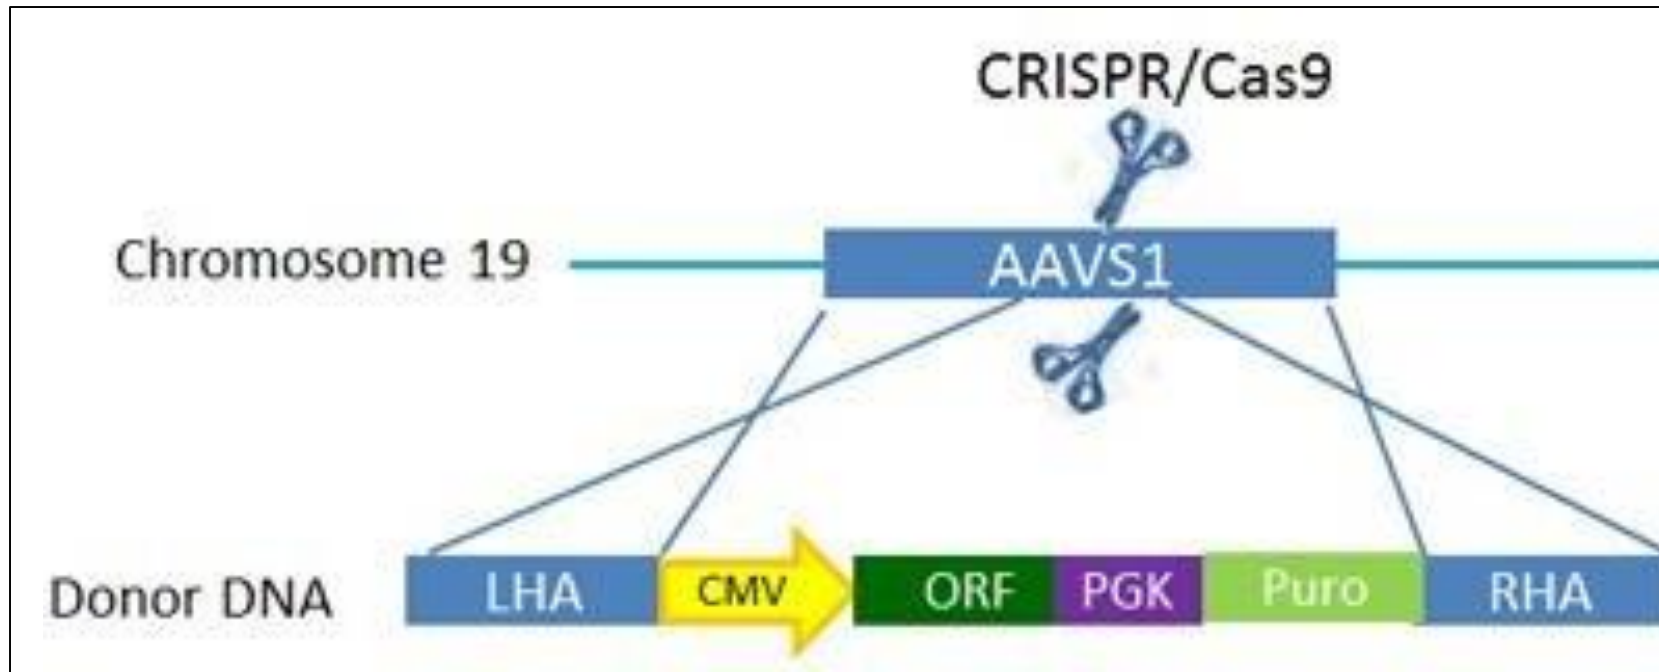 CRISPR/Cas9
Chromosome 19
AAVS1
Donor DNA
LHA
CMV
ORF
PGK
Puro
RHA